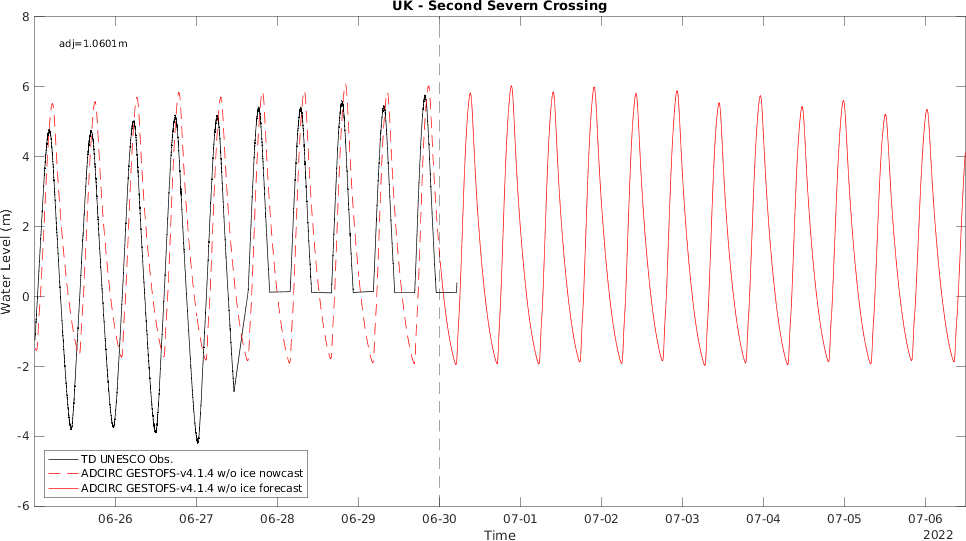 UK - Second Severn Crossing
adj=1.0601m
8
6
4
2
0
-2
-4
-6
Water Level (m)
TD UNESCO Obs.
ADCIRC GESTOFS-v4.1.4 w/o ice nowcast
ADCIRC GESTOFS-v4.1.4 w/o ice forecast
06-26 06-27 06-28 06-29 06-30 07-01 07-02 07-03 07-04 07-05 07-06
Time
2022